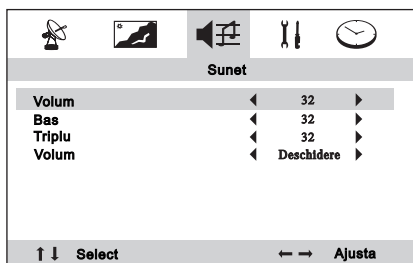 Sunet
Volum 32
Bas 32
Triplu 32
Volum Deschidere
↑↓ Select ←→ Ajusta